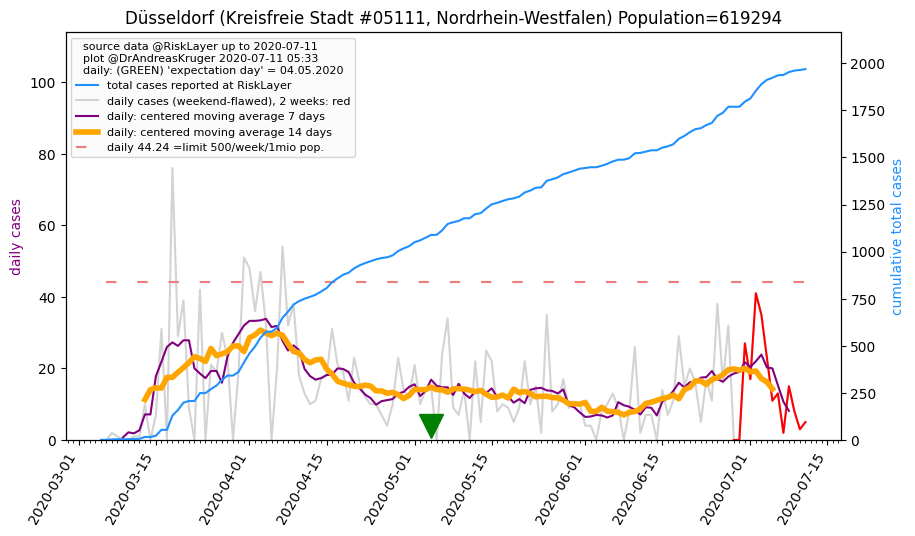 Düsseldorf (Kreisfreie Stadt #05111, Nordrhein-Westfalen) Population=619294
source data @RiskLayer up to 2020-07-11
plot @DrAndreasKruger 2020-07-11 05:33
daily: (GREEN) 'expectation day' = 04.05.2020
total cases reported at RiskLayer
daily cases (weekend-flawed), 2 weeks: red
daily: centered moving average 7 days
daily: centered moving average 14 days
daily 44.24 =limit 500/week/1mio pop.
daily cases
100
80
60
40
20
0
cumulative total cases
2000
1750
1500
1250
1000
750
500
250
0
2020-03-01
2020-03-15
2020-04-01
2020-04-15
2020-05-01
2020-05-15
2020-06-01
2020-06-15
2020-07-01
2020-07-15